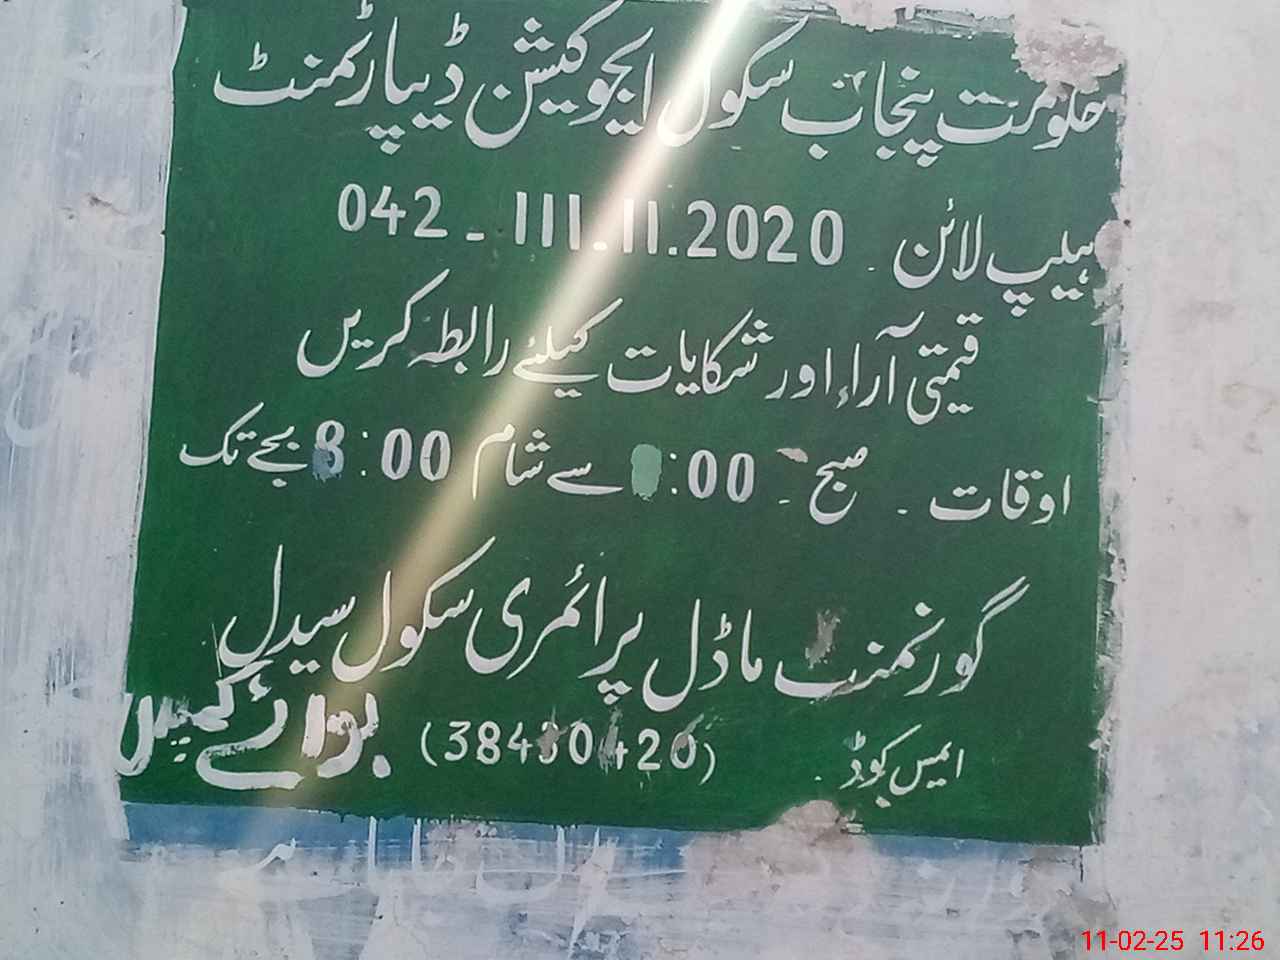 حکومت پنجاب سکول ایجوکیشن ڈیپارٹمنٹ
ہیلپ لائن - 042 - 111-11.2020
قیمتی آراء اور شکایات کیلئے رابطہ کریں
اوقات - صبح - :00 سے شام 8:00 بجے تک
گورنمنٹ ماڈل پرائمری سکول سیدل
ایمس کوڈ (38430420)
برائے
11-02-25 11:26